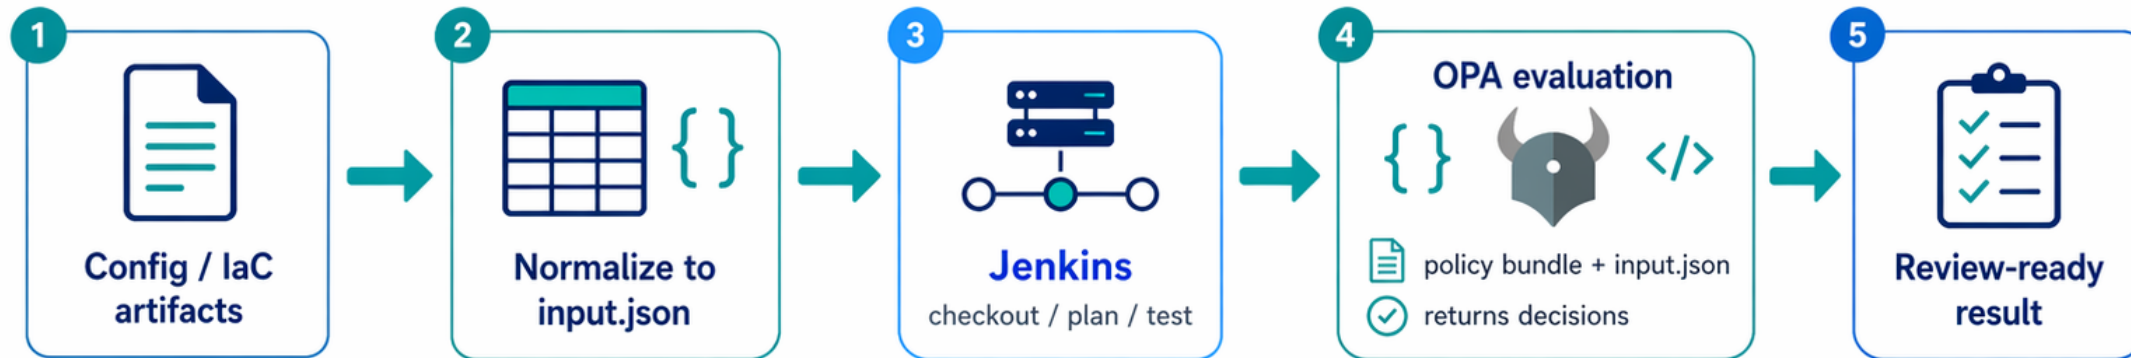 1
Config / IaC
artifacts
2
{ }
Normalize to
input.json
3
Jenkins
checkout / plan / test
4
OPA evaluation
{ } </>
policy bundle + input.json
returns decisions
5
Review-ready
result